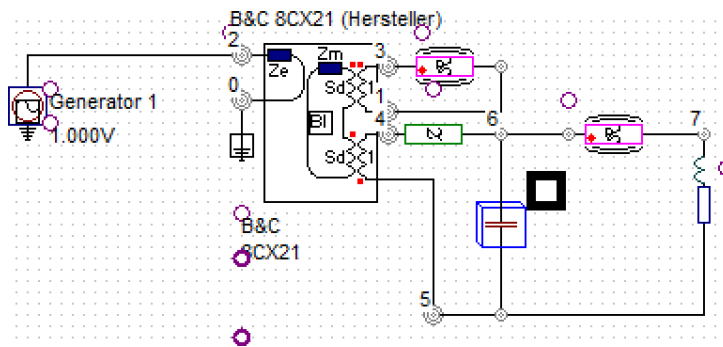 B&C 8CX21 (Hersteller)
2
Ze
Zm
3
Sd
1
0
1
Generator 1
1.000V
Bl
4
6
7
Sd
1
B&C
8CX21
5